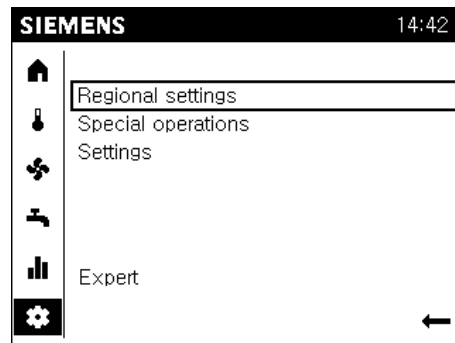 SIEMENS 14:42
Regional settings
Special operations
Settings
Expert